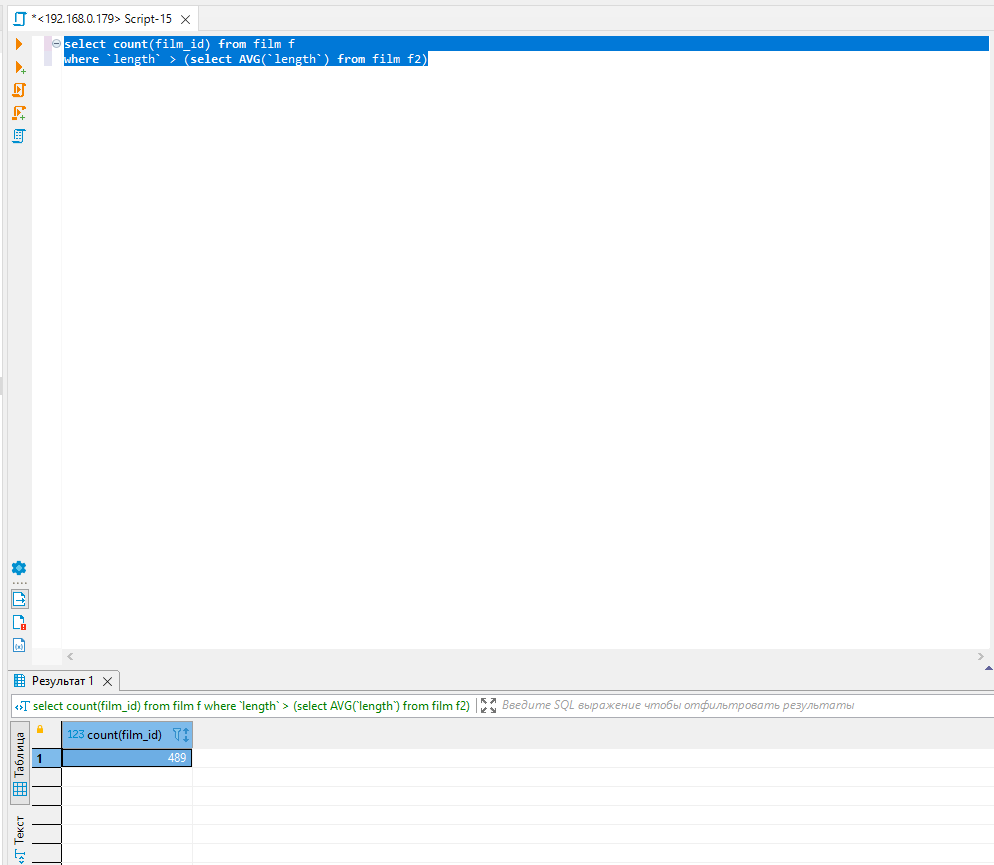 *<192.168.0.179> Script-15
select count(film_id) from film f
where `length` > (select AVG(`length`) from film f2)
Результат 1
select count(film_id) from film f where `length` > (select AVG(`length`) from film f2)
Введите SQL выражение чтобы отфильтровать результаты
Таблица
123 count(film_id)
1
489
Текст